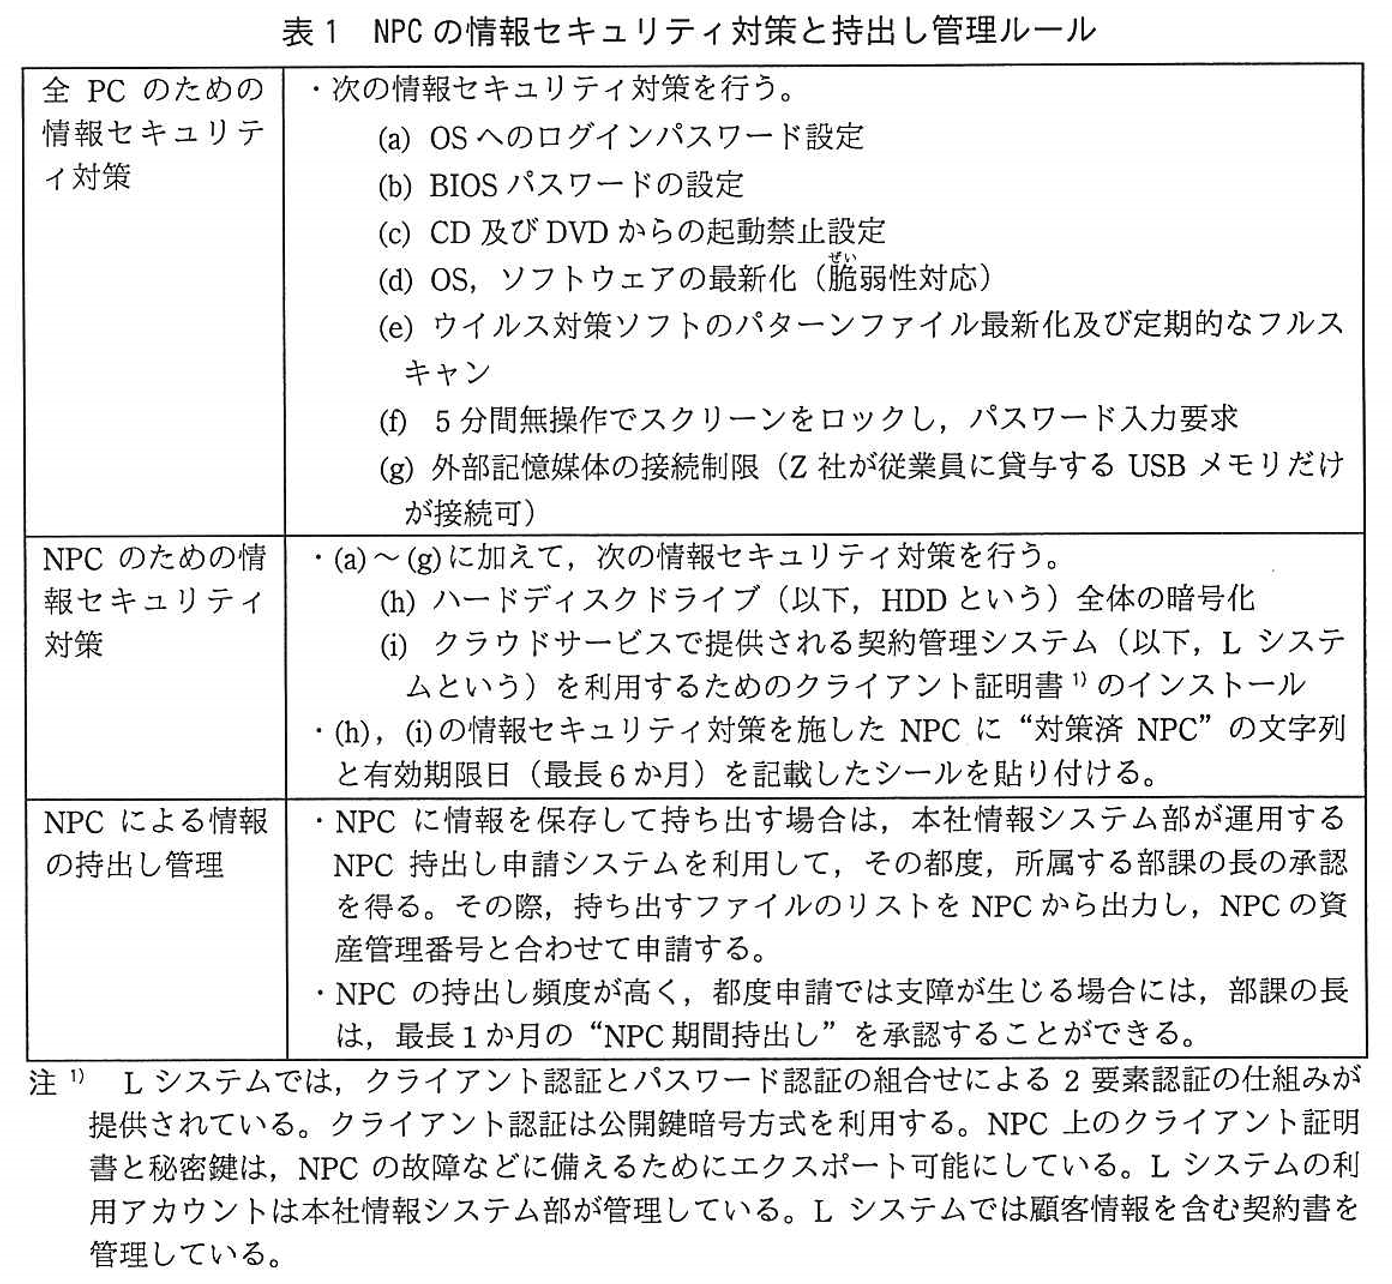 表1 NPCの情報セキュリティ対策と持出し管理ルール
全 PC のための
情報セキュリテ
ィ対策
・次の情報セキュリティ対策を行う。
(a) OSへのログインパスワード設定
(b) BIOSパスワードの設定
(c) CD及びDVDからの起動禁止設定
ぜい
(d) OS，ソフトウェアの最新化（脆弱性対応）
(e) ウイルス対策ソフトのパターンファイル最新化及び定期的なフルス
キャン
(f) 5分間無操作でスクリーンをロックし，パスワード入力要求
(g) 外部記憶媒体の接続制限（Z 社が従業員に貸与する USB メモリだけ
が接続可）
NPC のための情
報セキュリティ
対策
・(a)～(g)に加えて，次の情報セキュリティ対策を行う。
(h) ハードディスクドライブ（以下，HDDという）全体の暗号化
(i) クラウドサービスで提供される契約管理システム（以下，L システ
ムという）を利用するためのクライアント証明書1)のインストール
・(h)，(i)の情報セキュリティ対策を施した NPC に“対策済 NPC”の文字列
と有効期限日（最長6か月）を記載したシールを貼り付ける。
NPC による情報
の持出し管理
・NPC に情報を保存して持ち出す場合は，本社情報システム部が運用する
NPC 持出し申請システムを利用して，その都度，所属する部課の長の承認
を得る。その際，持ち出すファイルのリストをNPCから出力し，NPCの資
産管理番号と合わせて申請する。
・NPC の持出し頻度が高く，都度申請では支障が生じる場合には，部課の長
は，最長1か月の“NPC期間持出し”を承認することができる。
注1) L システムでは，クライアント認証とパスワード認証の組合せによる 2 要素認証の仕組みが
提供されている。クライアント認証は公開鍵暗号方式を利用する。NPC 上のクライアント証明
書と秘密鍵は，NPC の故障などに備えるためにエクスポート可能にしている。L システムの利
用アカウントは本社情報システム部が管理している。L システムでは顧客情報を含む契約書を
管理している。